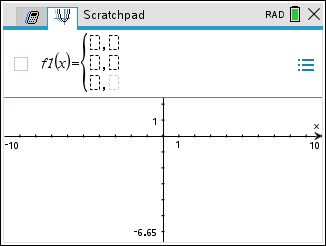 Scratchpad RAD
f1(x)={▯,▯
▯,▯
▯,▯
1
x
-10 1 10
-6.65